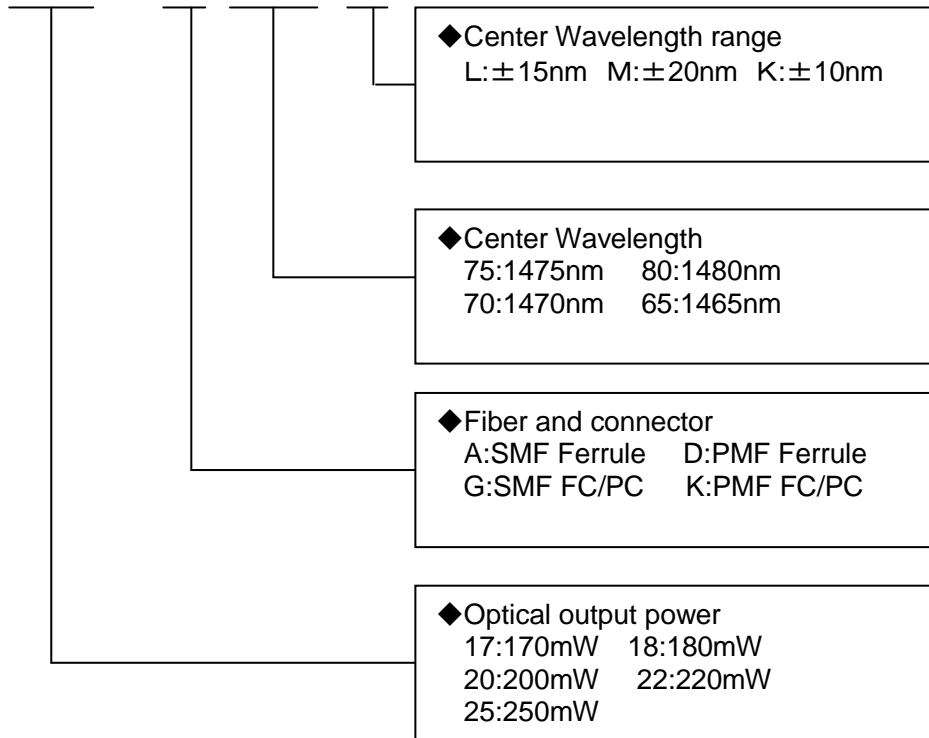 ◆Center Wavelength range
L:±15nm M:±20nm K:±10nm
◆Center Wavelength
75:1475nm 80:1480nm
70:1470nm 65:1465nm
◆Fiber and connector
A:SMF Ferrule D:PMF Ferrule
G:SMF FC/PC K:PMF FC/PC
◆Optical output power
17:170mW 18:180mW
20:200mW 22:220mW
25:250mW